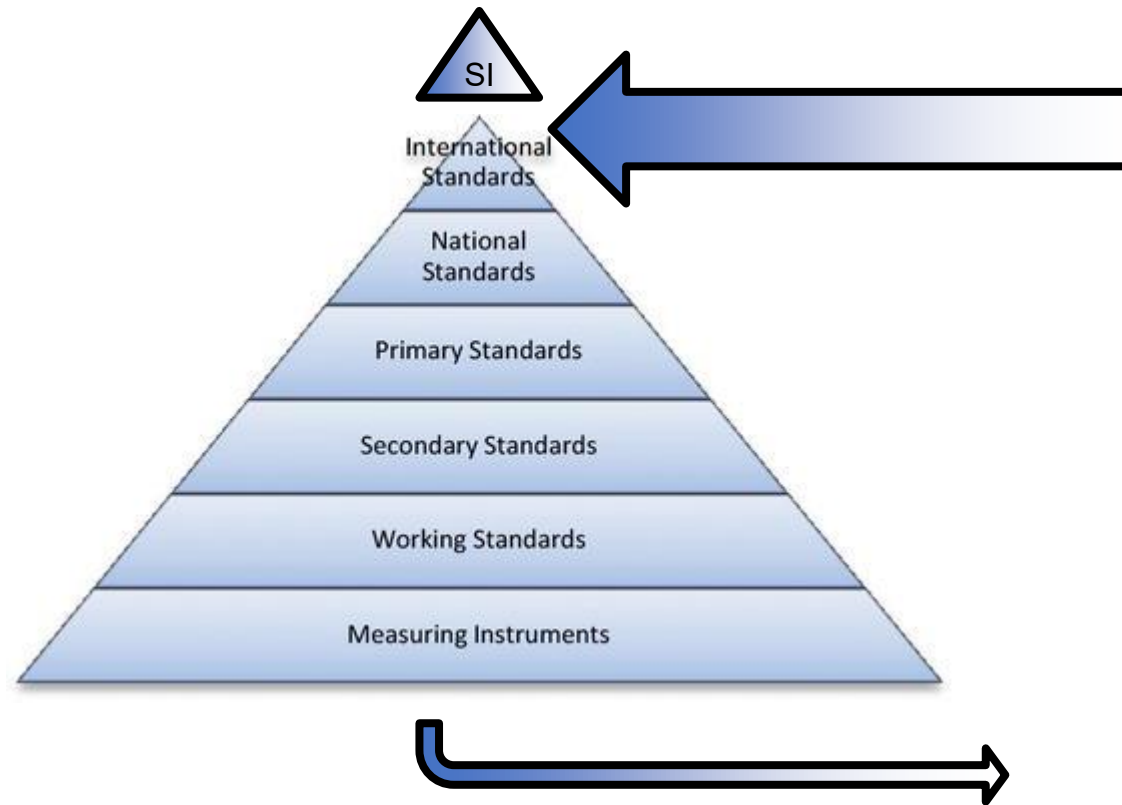 SI
International
Standards
National
Standards
Primary Standards
Secondary Standards
Working Standards
Measuring Instruments